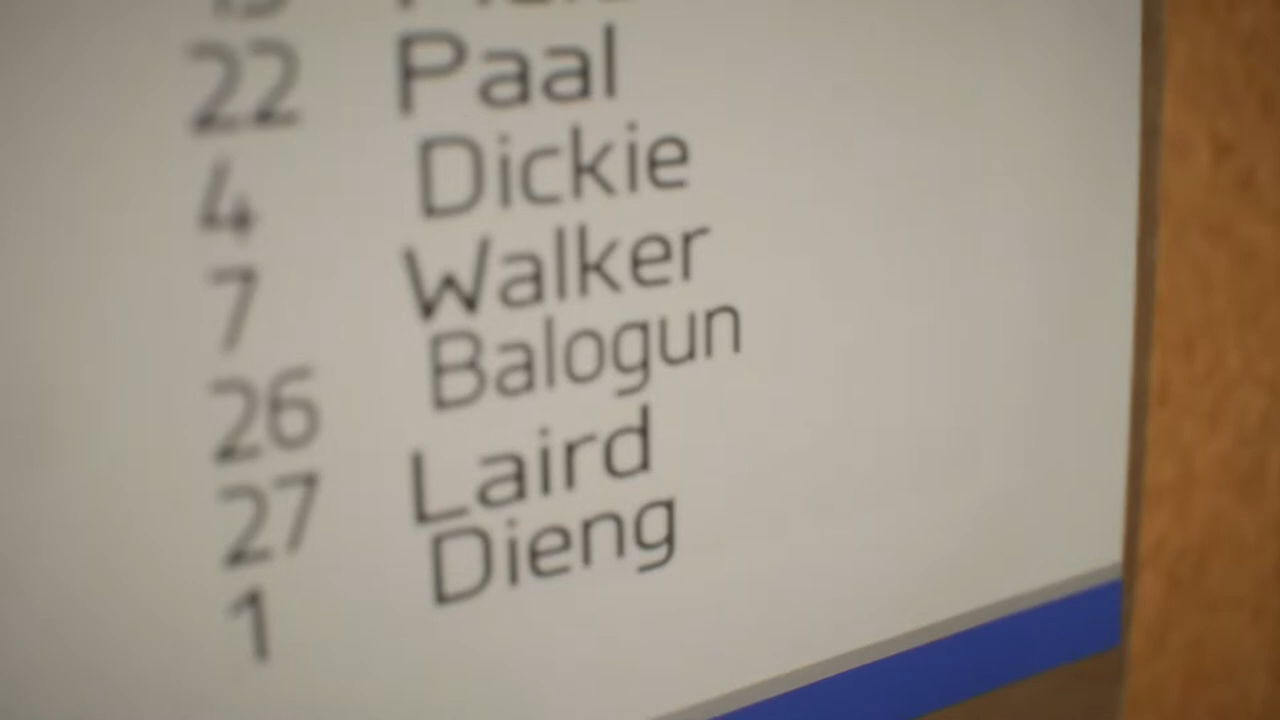 22 Paal
4 Dickie
7 Walker
26 Balogun
27 Laird
1 Dieng